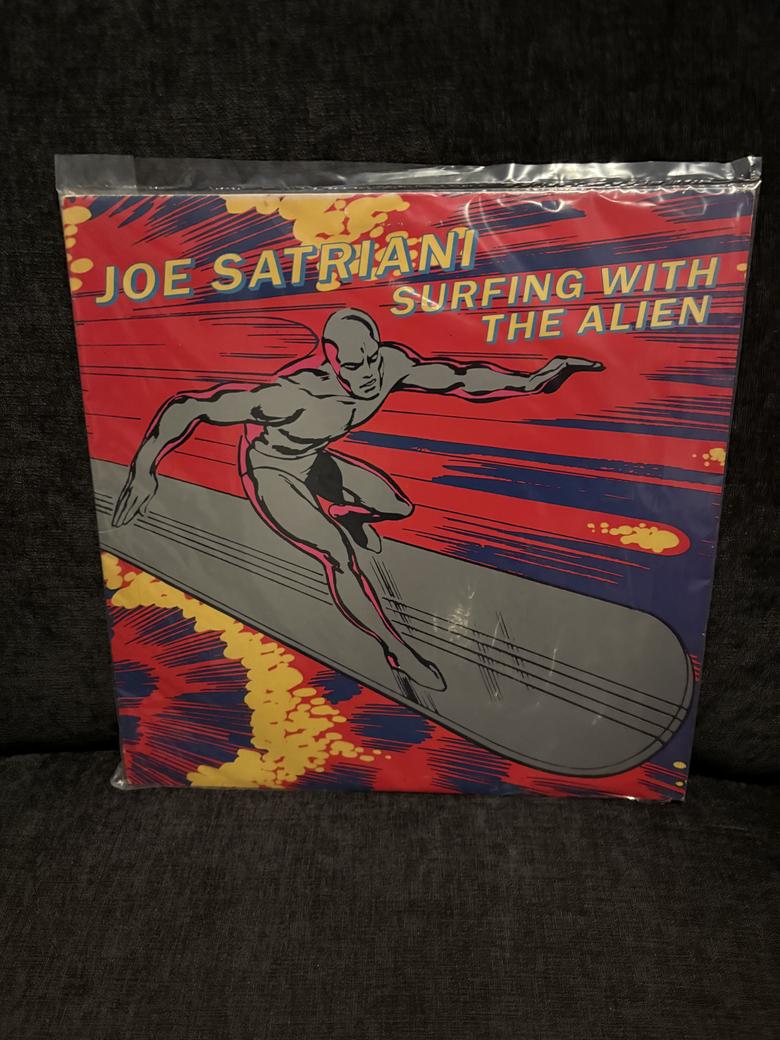 JOE SATRIANI
SURFING WITH
THE ALIEN